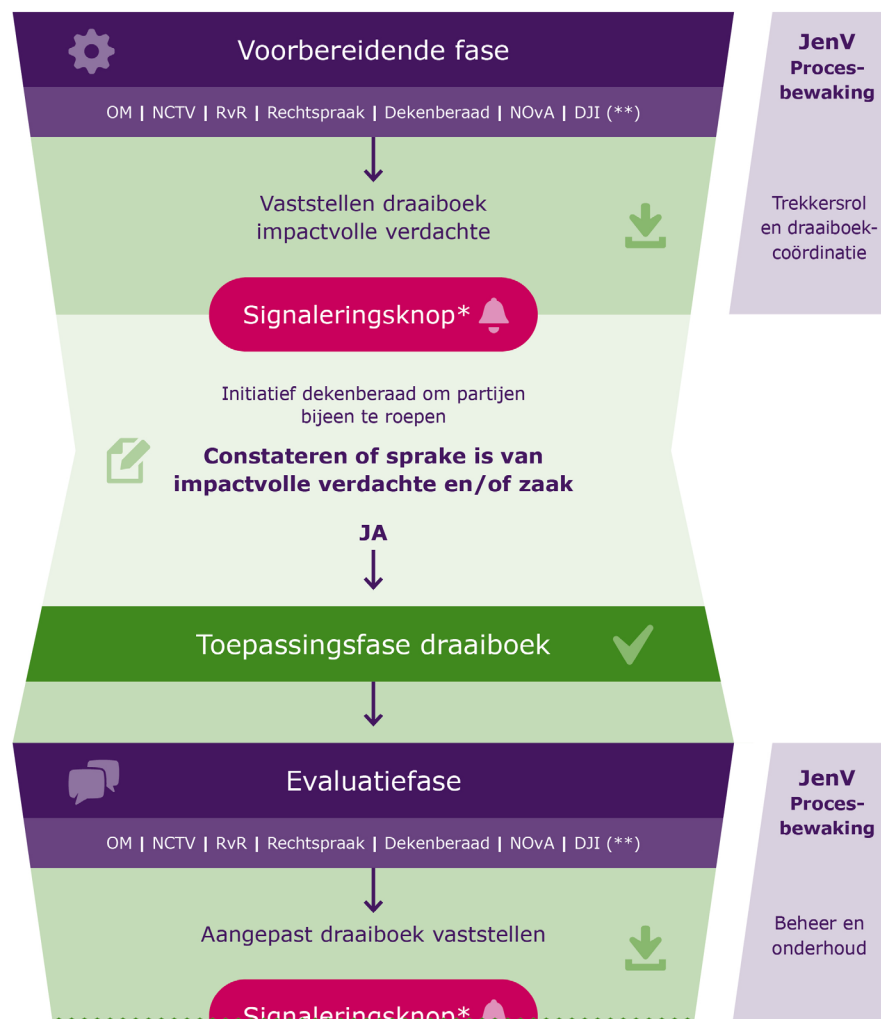 Voorbereidende fase
OM | NCTV | RvR | Rechtspraak | Dekenberaad | NOvA | DJI (**)
Vaststellen draaiboek
impactvolle verdachte
JenV
Proces-
bewaking
Trekkersrol
en draaiboek-
coördinatie
Signaleringsknop*
Initiatief dekenberaad om partijen
bijeen te roepen
Constateren of sprake is van
impactvolle verdachte en/of zaak
JA
Toepassingsfase draaiboek
Evaluatiefase
OM | NCTV | RvR | Rechtspraak | Dekenberaad | NOvA | DJI (**)
Aangepast draaiboek vaststellen
JenV
Proces-
bewaking
Beheer en
onderhoud
Signaleringsknop*